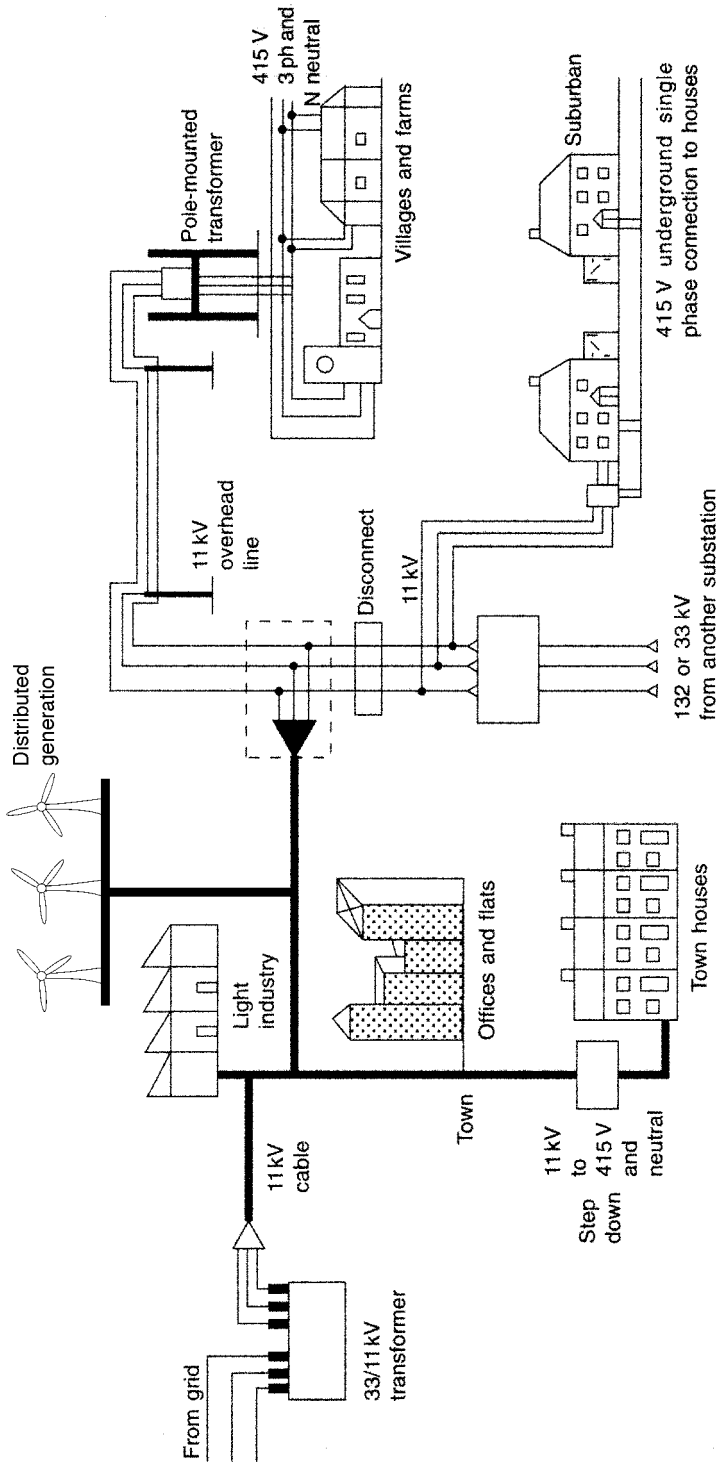 From grid
33/11kV
transformer
11kV
cable
Light
industry
Distributed
generation
Town
Offices and flats
11kV
to
415 V
and
neutral
Step
down
Town houses
11kV
overhead
line
Disconnect
11kV
132 or 33 kV
from another substation
Pole-mounted
transformer
415 V
3 ph and
N neutral
Villages and farms
Suburban
415 V underground single
phase connection to houses